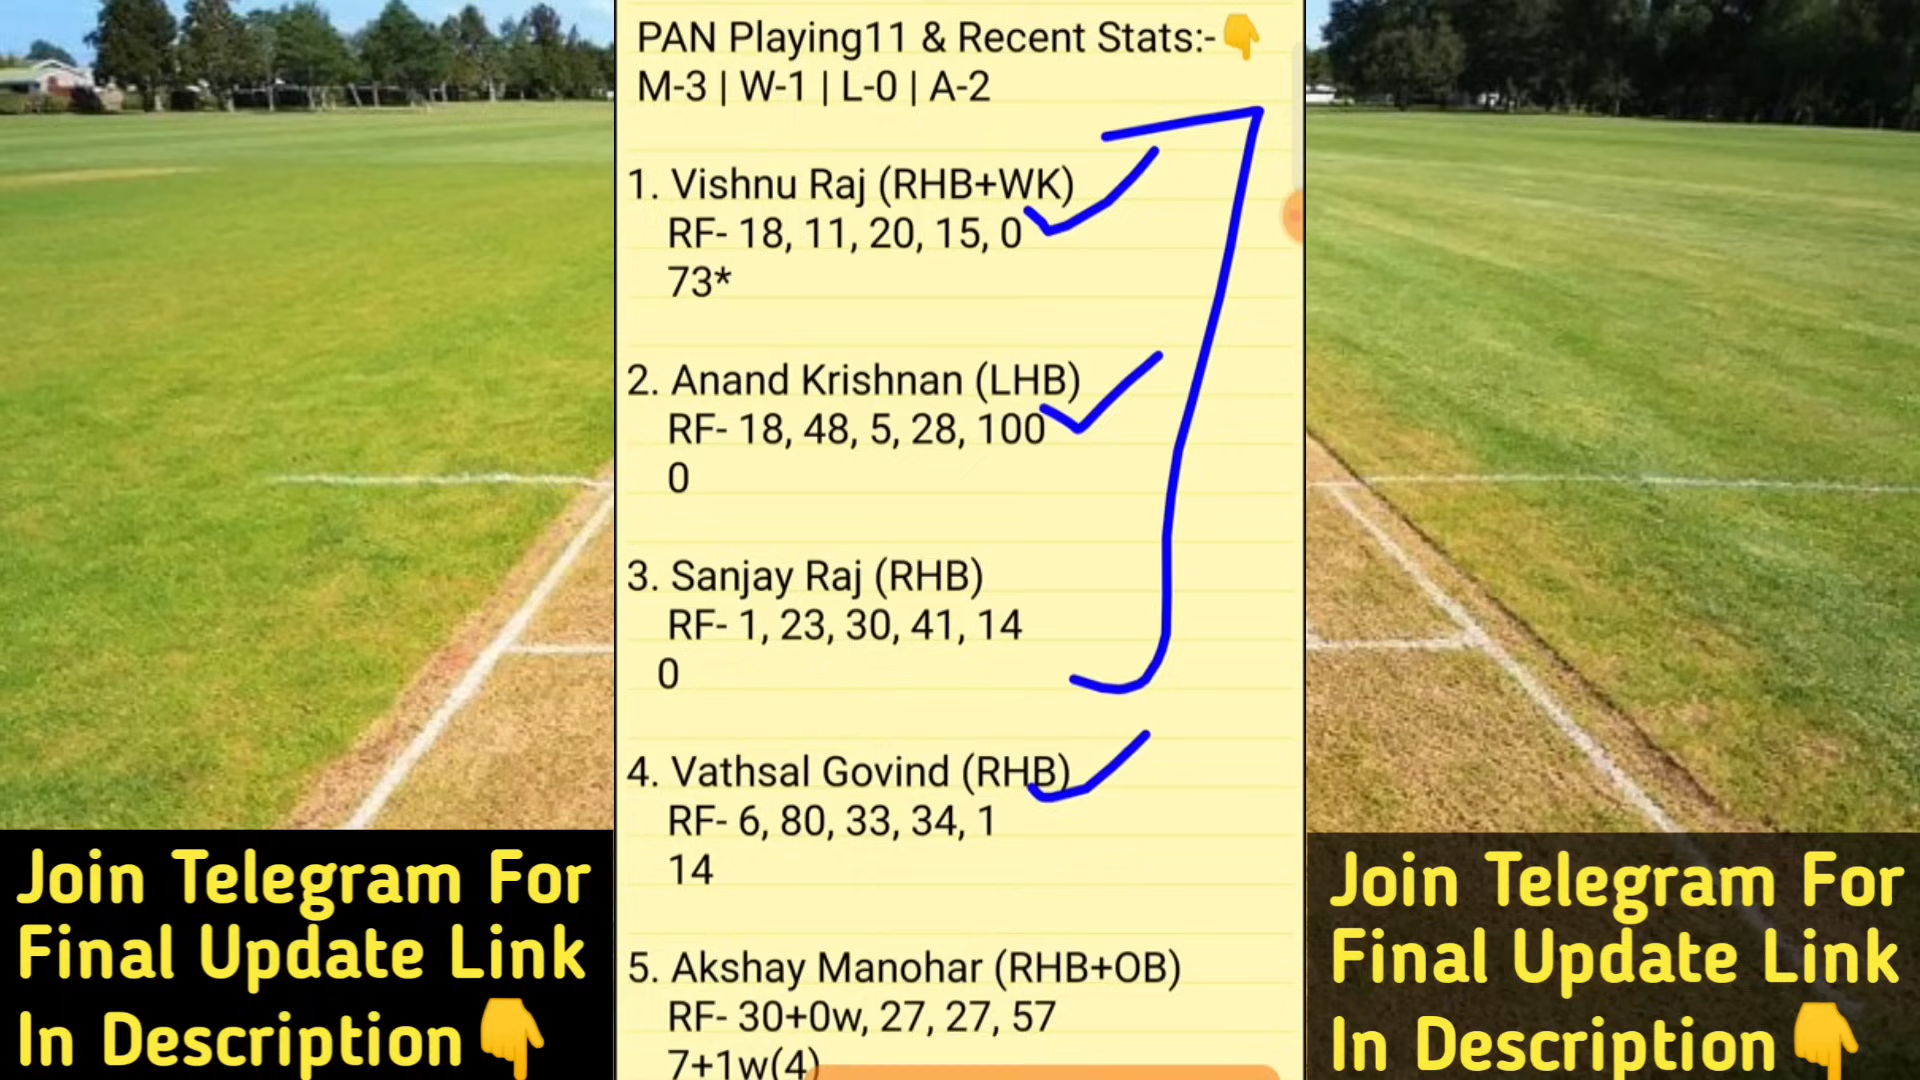 PAN Playing11 & Recent Stats:-👇
M-3 | W-1 | L-0 | A-2
1. Vishnu Raj (RHB+WK)
RF- 18, 11, 20, 15, 0
73*
2. Anand Krishnan (LHB)
RF- 18, 48, 5, 28, 100
0
3. Sanjay Raj (RHB)
RF- 1, 23, 30, 41, 14
0
4. Vathsal Govind (RHB)
RF- 6, 80, 33, 34, 1
14
5. Akshay Manohar (RHB+OB)
RF- 30+0w, 27, 27, 57
7+1w(4)
Join Telegram For
Final Update Link
In Description👇
Join Telegram For
Final Update Link
In Description👇